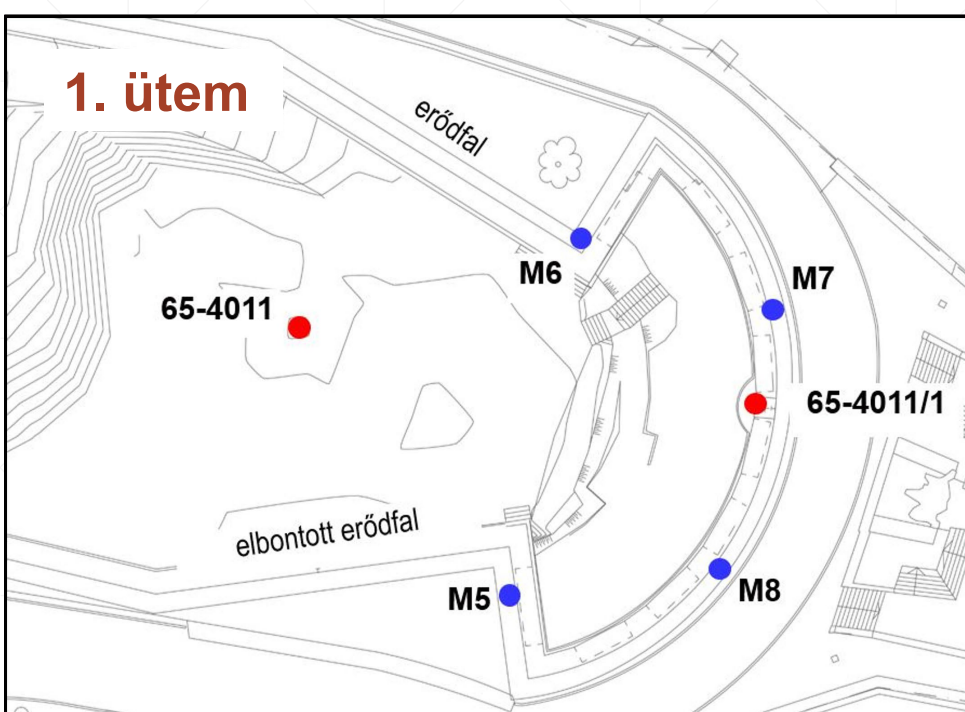 1. ütem
erődfal
M6
M7
65-4011
65-4011/1
elbontott erődfal
M5
M8